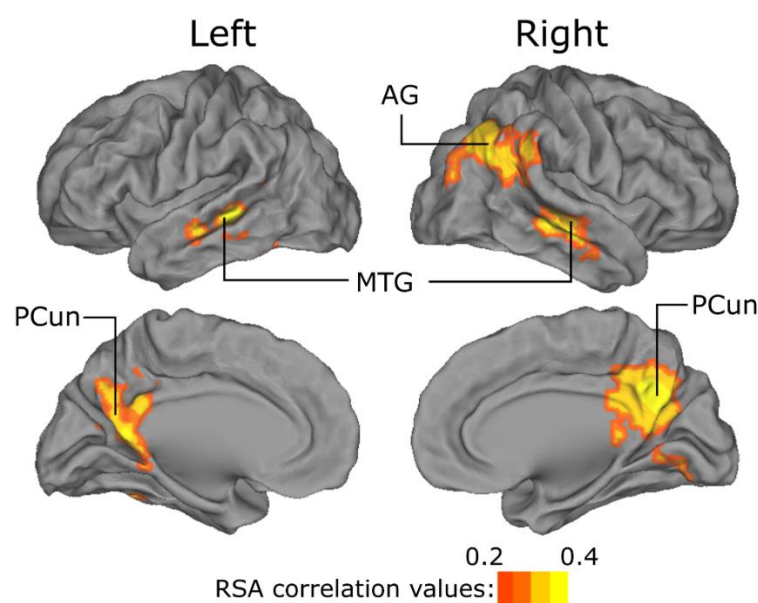 Left
Right
AG
MTG
PCun
PCun
0.2
0.4
RSA correlation values: